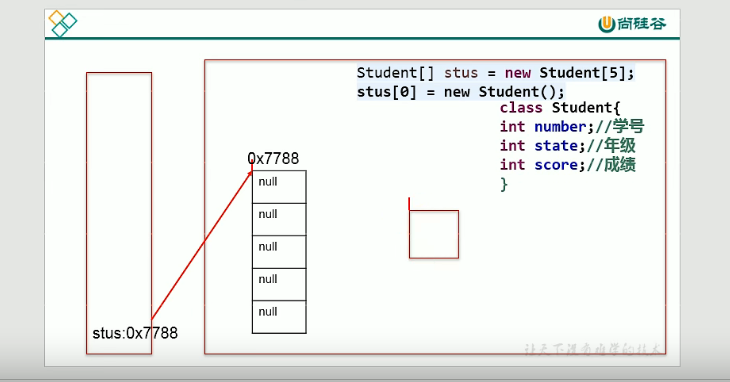 尚硅谷
Student[] stus = new Student[5];
stus[0] = new Student();
class Student{
int number;//学号
int state;//年级
int score;//成绩
}
0x7788
null
null
null
null
null
stus:0x7788
让天下没有难学的技术